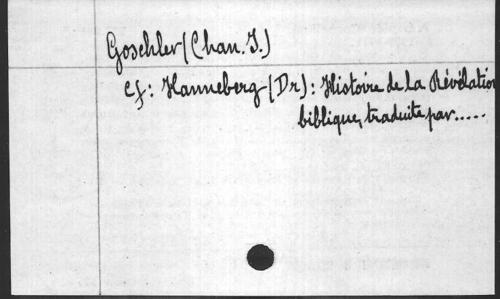 Goschler (Chan. I.)
cf: Hanneberg (Dr): Histoire de la Révélation
biblique, traduite par.....